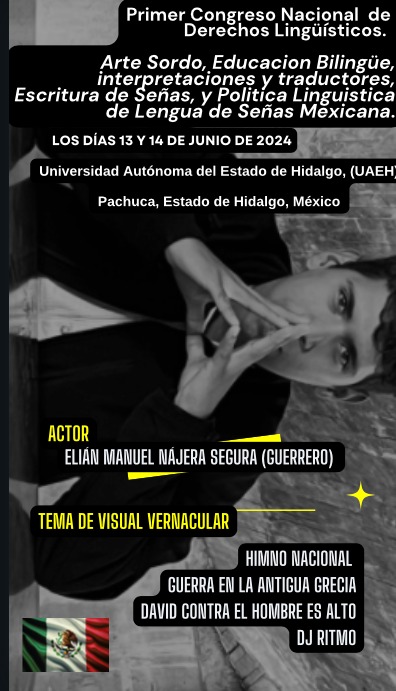 Primer Congreso Nacional de
Derechos Lingüísticos.
Arte Sordo, Educacion Bilingüe,
interpretaciones y traductores,
Escritura de Señas, y Politica Linguistica
de Lengua de Señas Mexicana.
LOS DÍAS 13 Y 14 DE JUNIO DE 2024
Universidad Autónoma del Estado de Hidalgo, (UAEH)
Pachuca, Estado de Hidalgo, México
ACTOR
ELIÁN MANUEL NÁJERA SEGURA (GUERRERO)
TEMA DE VISUAL VERNACULAR
HIMNO NACIONAL
GUERRA EN LA ANTIGUA GRECIA
DAVID CONTRA EL HOMBRE ES ALTO
DJ RITMO